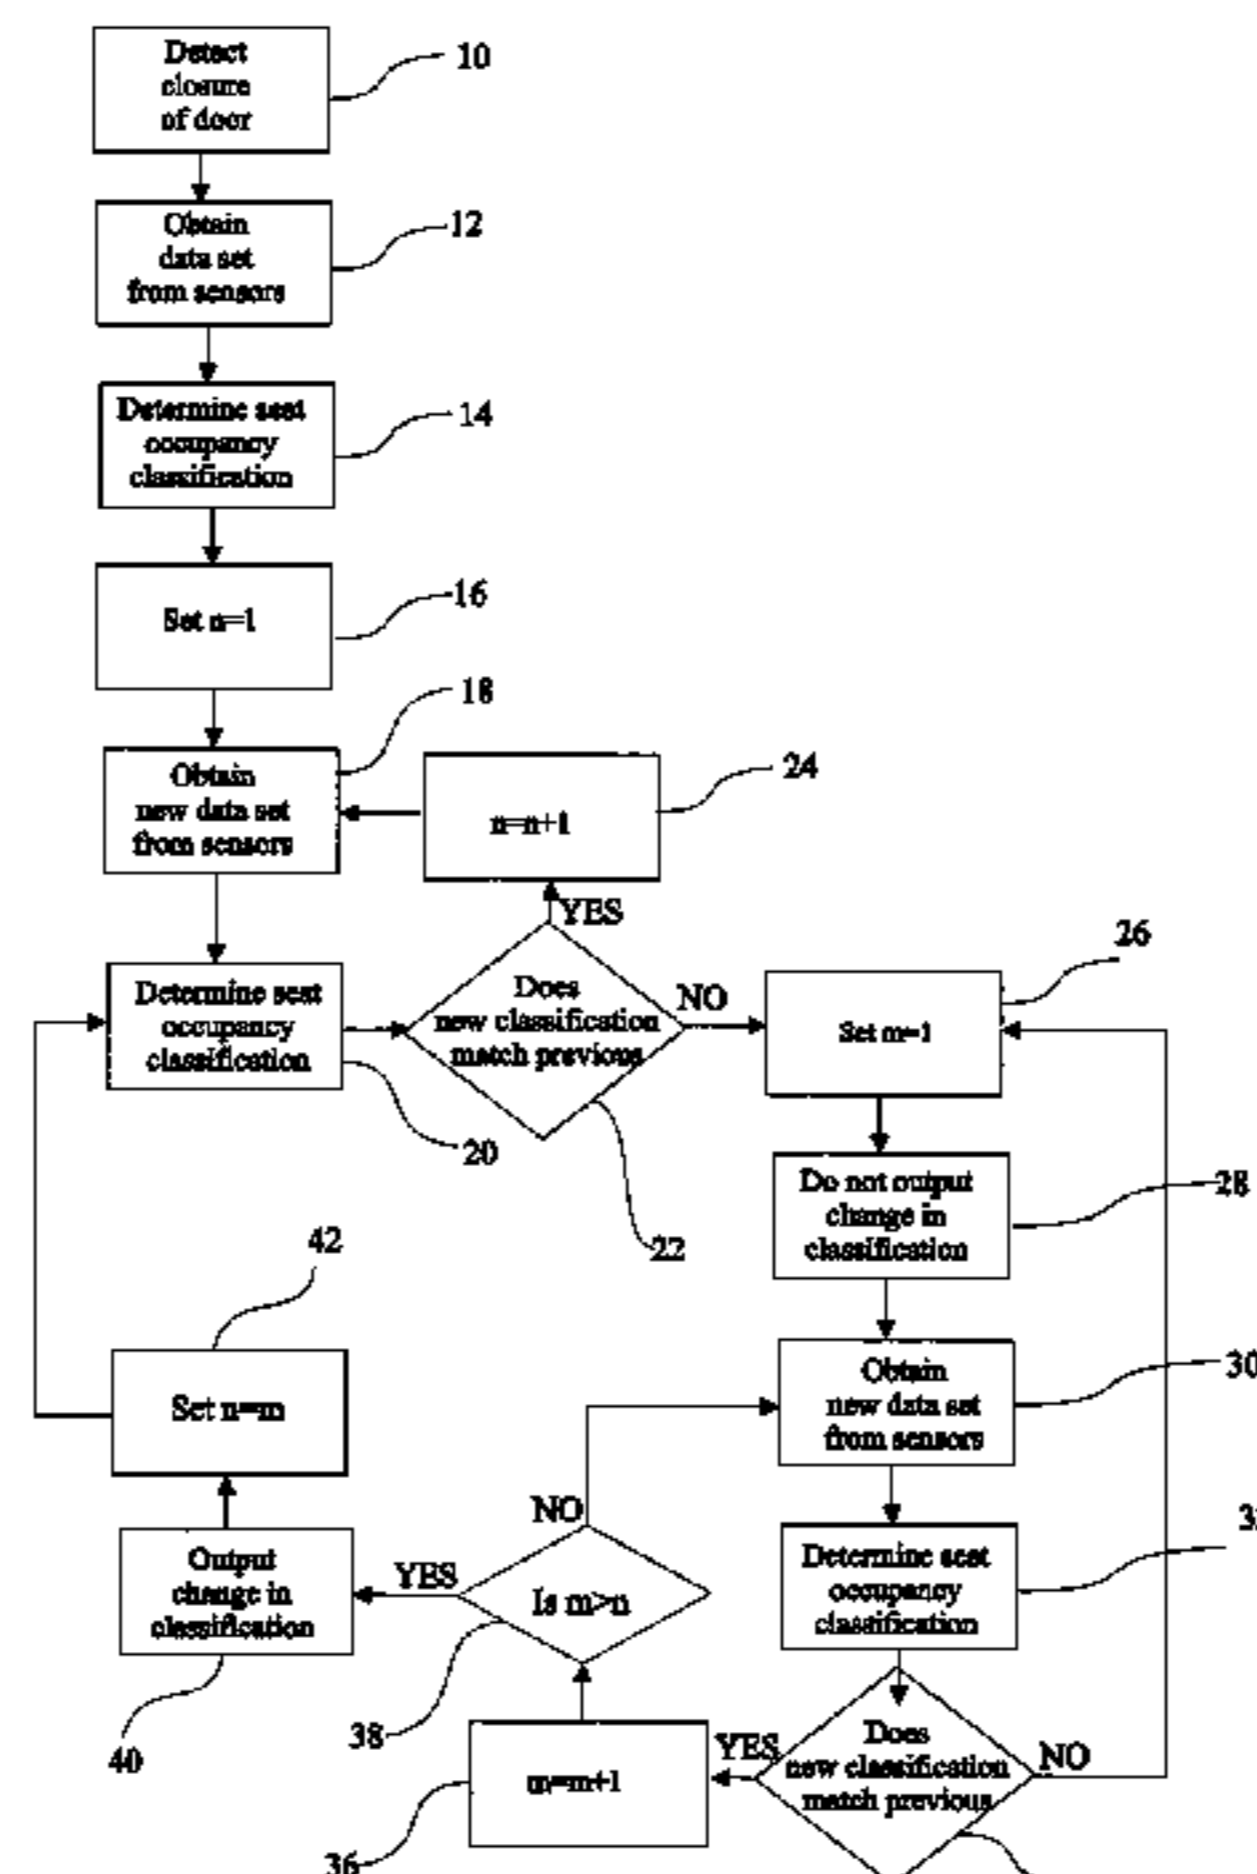 Detect
closure
of door
10
Obtain
data set
from sensors
12
Determine seat
occupancy
classification
14
Set n=1
16
18
Obtain
new data set
from sensors
n=n+1
24
YES
Determine seat
occupancy
classification
20
Does
new classification
match previous
22
NO
Set m=1
26
Do not output
change in
classification
28
42
Set n=m
Obtain
new data set
from sensors
30
NO
Output
change in
classification
40
YES
Is m>n
38
Determine seat
occupancy
classification
m=m+1
36
YES
Does
new classification
match previous
NO